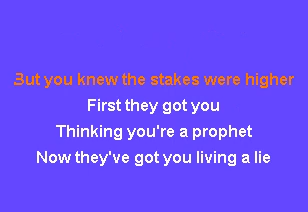 But you knew the stakes were higher
First they got you
Thinking you're a prophet
Now they've got you living a lie